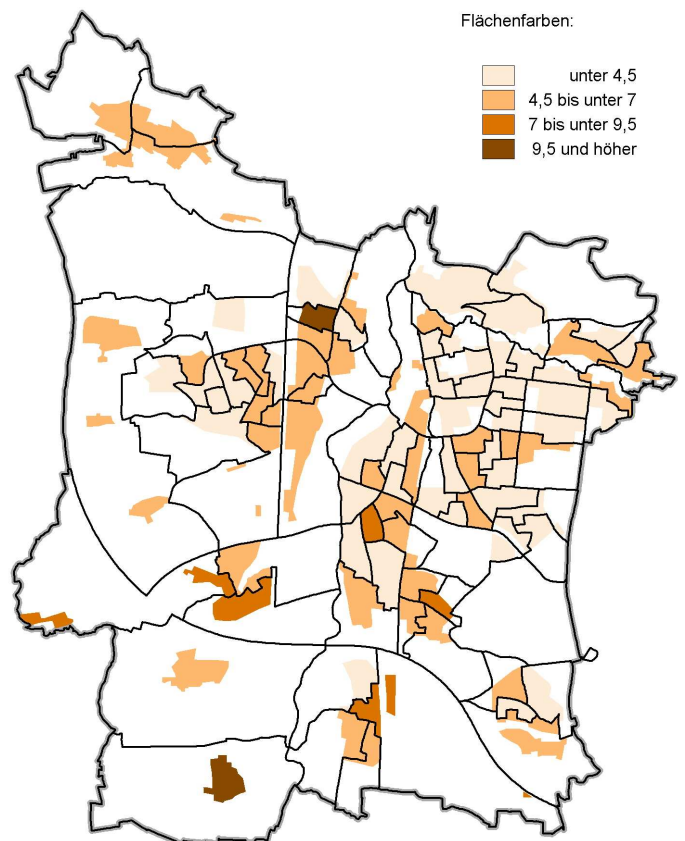 Flächenfarben:
unter 4,5
4,5 bis unter 7
7 bis unter 9,5
9,5 und höher